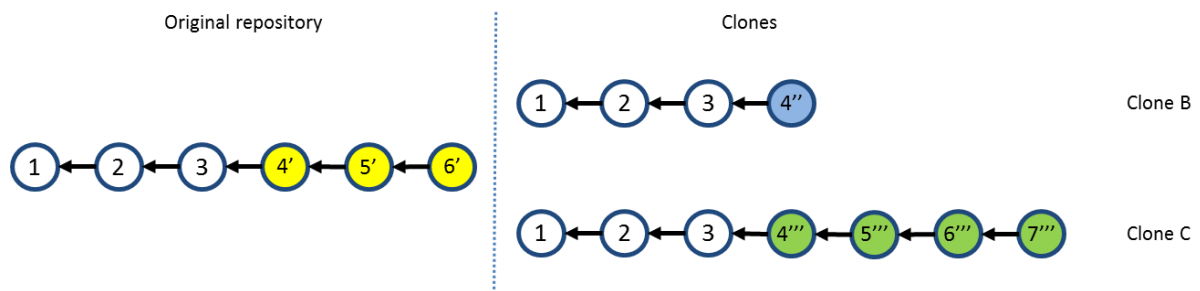 Original repository
Clones
1 2 3 4’’
Clone B
1 2 3 4’ 5’ 6’
1 2 3 4’’’ 5’’’ 6’’’ 7’’’
Clone C